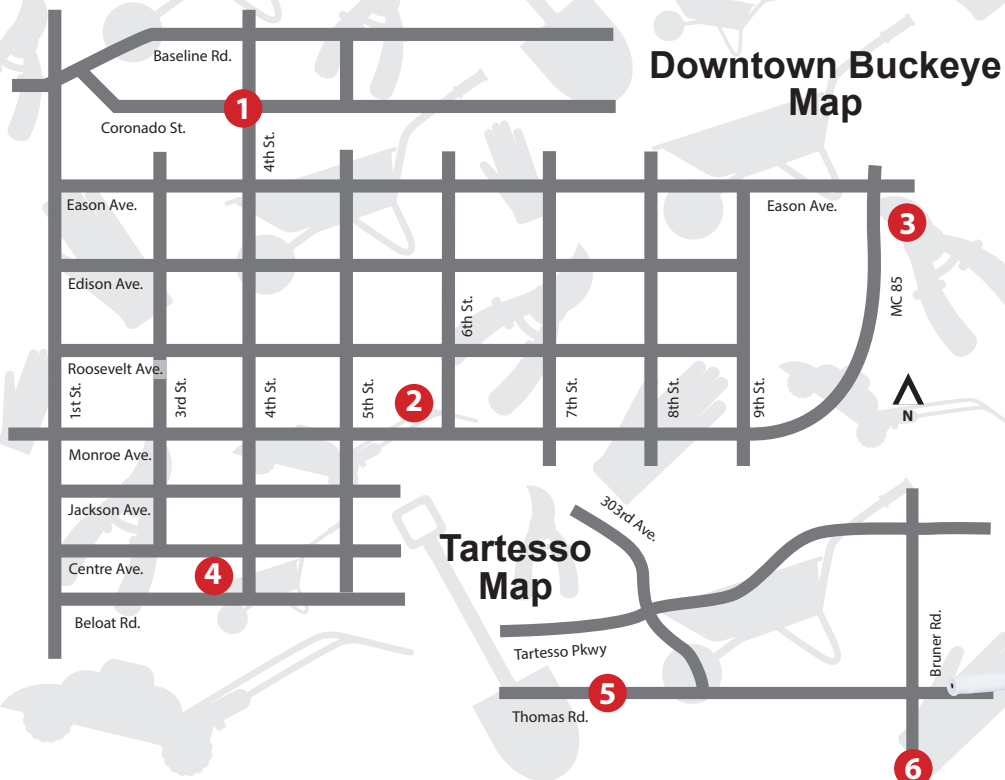 Baseline Rd.
Downtown Buckeye
Map
1
Coronado St.
4th St.
Eason Ave.
Eason Ave.
3
Edison Ave.
MC 85
6th St.
Roosevelt Ave.
1st St.
3rd St.
4th St.
5th St.
2
7th St.
8th St.
9th St.
N
Monroe Ave.
Jackson Ave.
Centre Ave.
4
Beloat Rd.
303rd Ave.
Tartesso
Map
Tartesso Pkwy
Bruner Rd.
5
Thomas Rd.
6